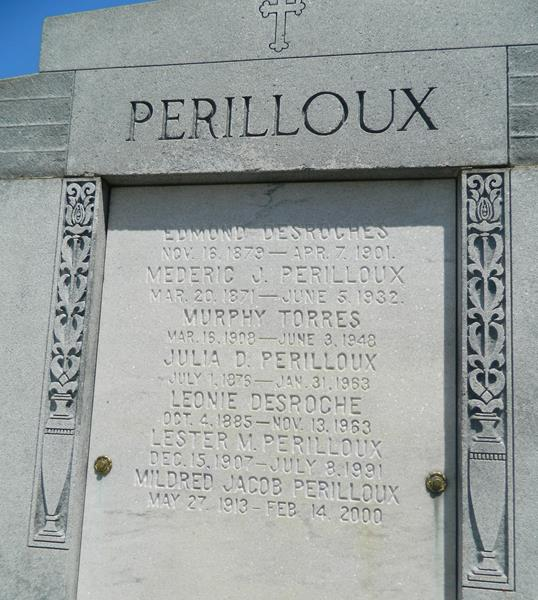 PERILLOUX
EDMOND DESROCHES
NOV. 16. 1879 — APR. 7. 1901.
MEDERIC J. PERILLOUX
MAR. 20. 1871 — JUNE 5. 1932.
MURPHY TORRES
MAR. 16, 1908 — JUNE 3, 1948
JULIA D. PERILLOUX
JULY 1, 1876 — JAN. 31, 1963
LEONIE DESROCHE
OCT. 4, 1885 — NOV. 13, 1963
LESTER M. PERILLOUX
DEC. 15, 1907 - JULY 8, 1991
MILDRED JACOB PERILLOUX
MAY 27 1913 - FEB 14 2000